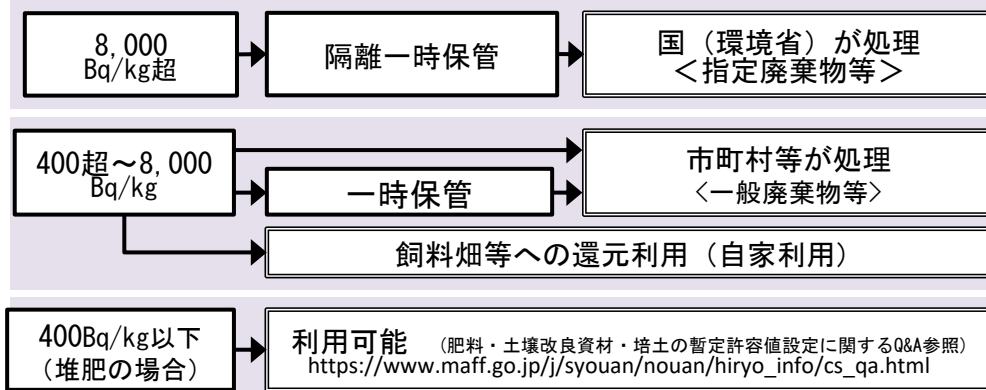 8,000
Bq/kg超
隔離一時保管
国（環境省）が処理
＜指定廃棄物等＞
400超～8,000
Bq/kg
一時保管
市町村等が処理
<一般廃棄物等>
飼料畑等への還元利用（自家利用）
400Bq/kg以下
（堆肥の場合）
利用可能 （肥料・土壌改良資材・培土の暫定許容値設定に関するQ&A参照）
https://www.maff.go.jp/j/syouan/nouan/hiryo_info/cs_qa.html